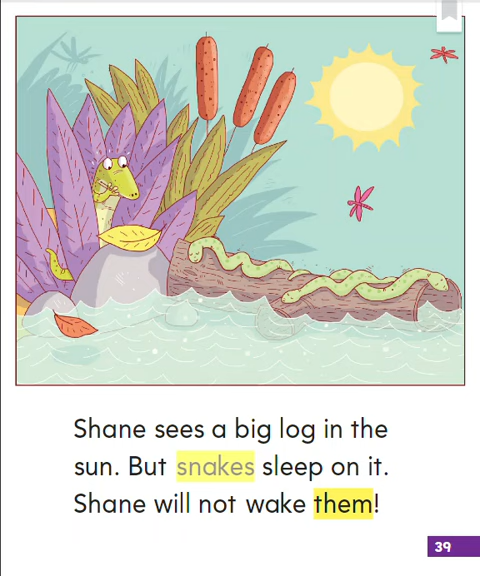 Shane sees a big log in the
sun. But snakes sleep on it.
Shane will not wake them!
39